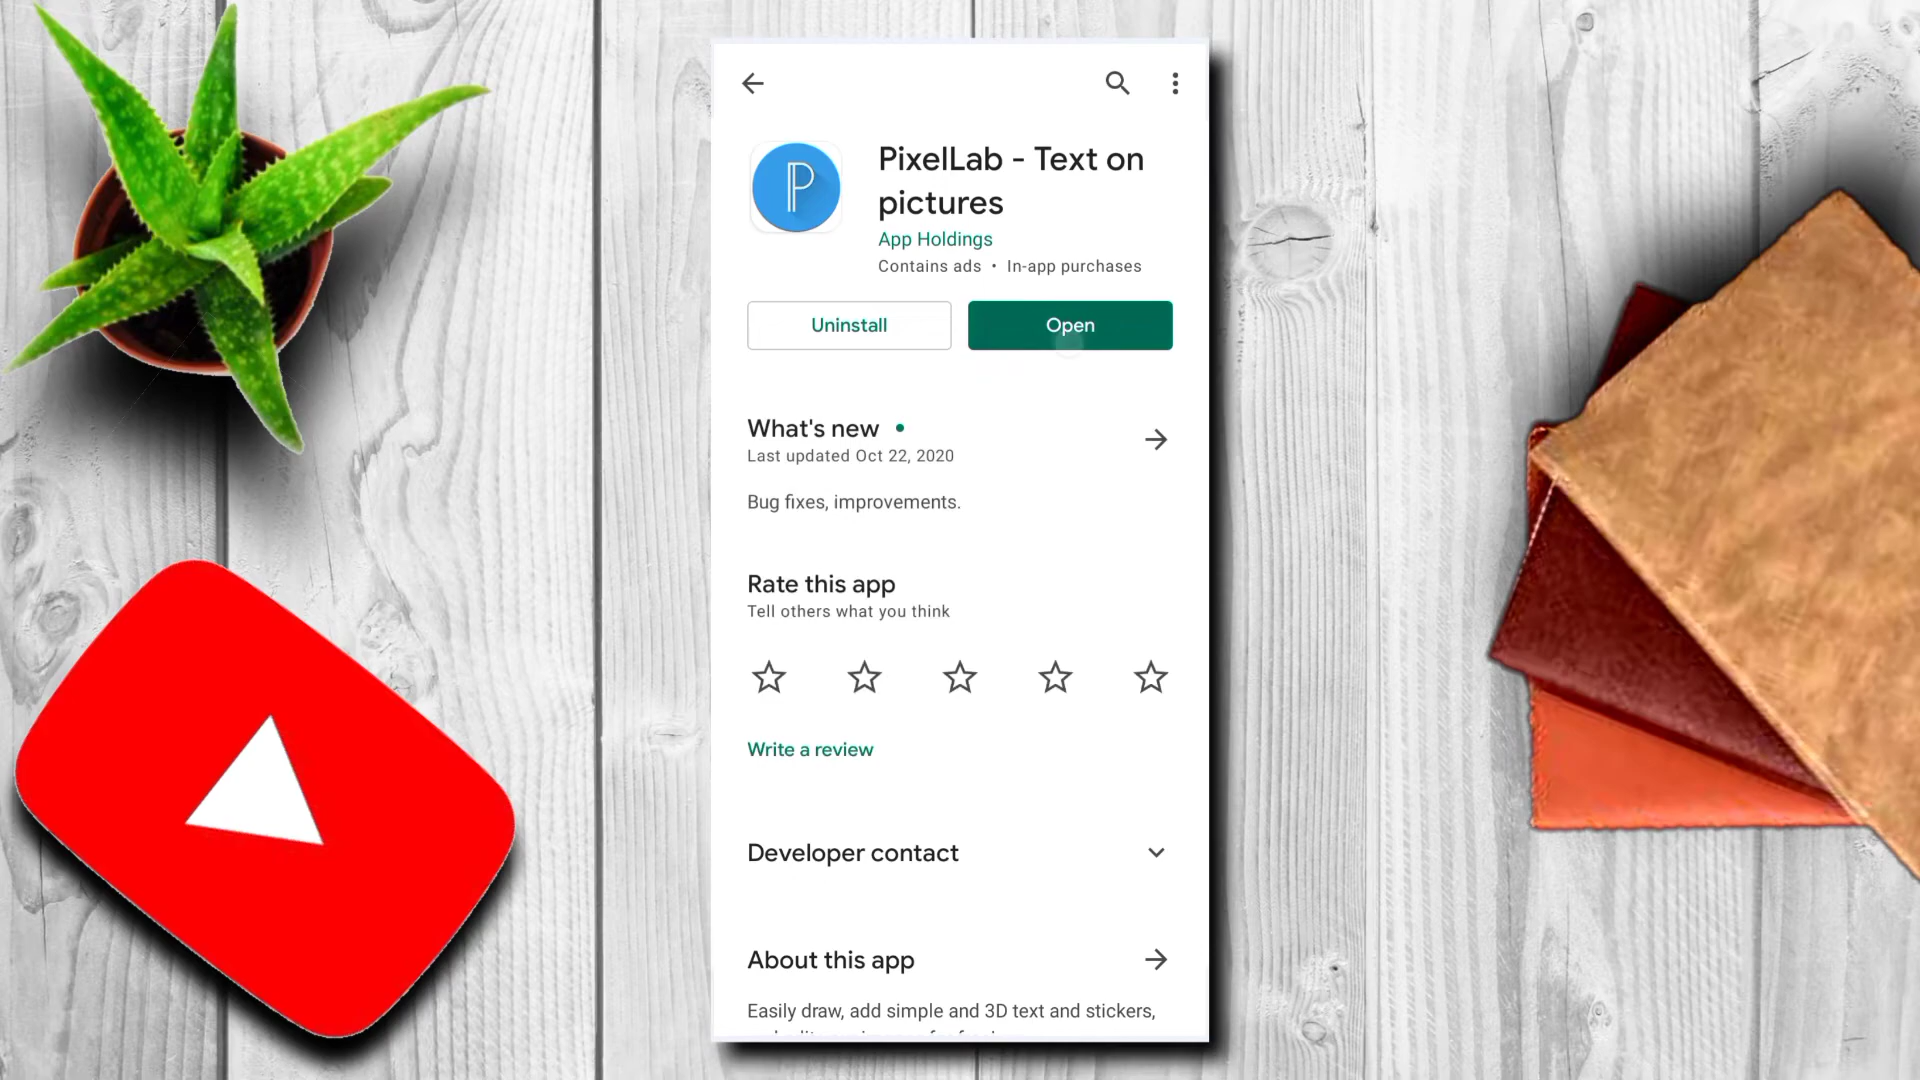 PixelLab - Text on
pictures
App Holdings
Contains ads • In-app purchases
Uninstall
Open
What's new
Last updated Oct 22, 2020
Bug fixes, improvements.
Rate this app
Tell others what you think
Write a review
Developer contact
About this app
Easily draw, add simple and 3D text and stickers,